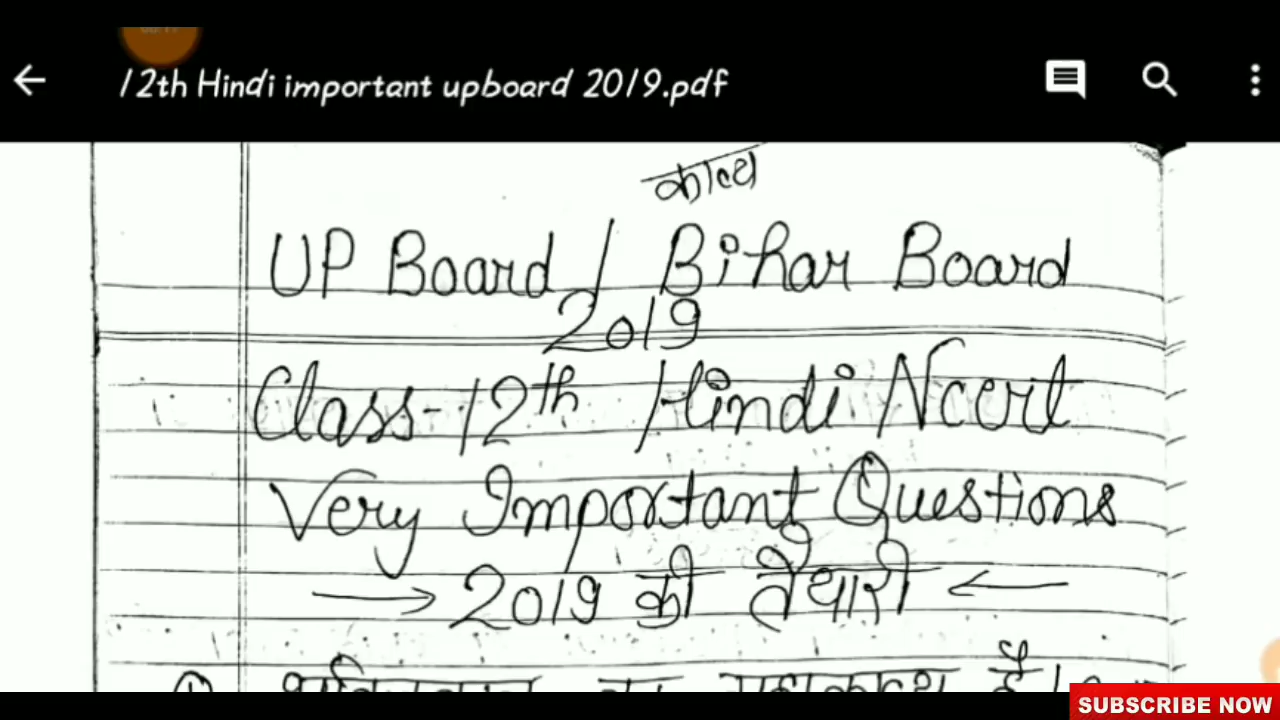 12th Hindi important upboard 2019.pdf
काव्य
UP Board / Bihar Board
2019
Class-12th Hindi Ncert
Very Important Questions
→ 2019 की तैयारी ←
SUBSCRIBE NOW